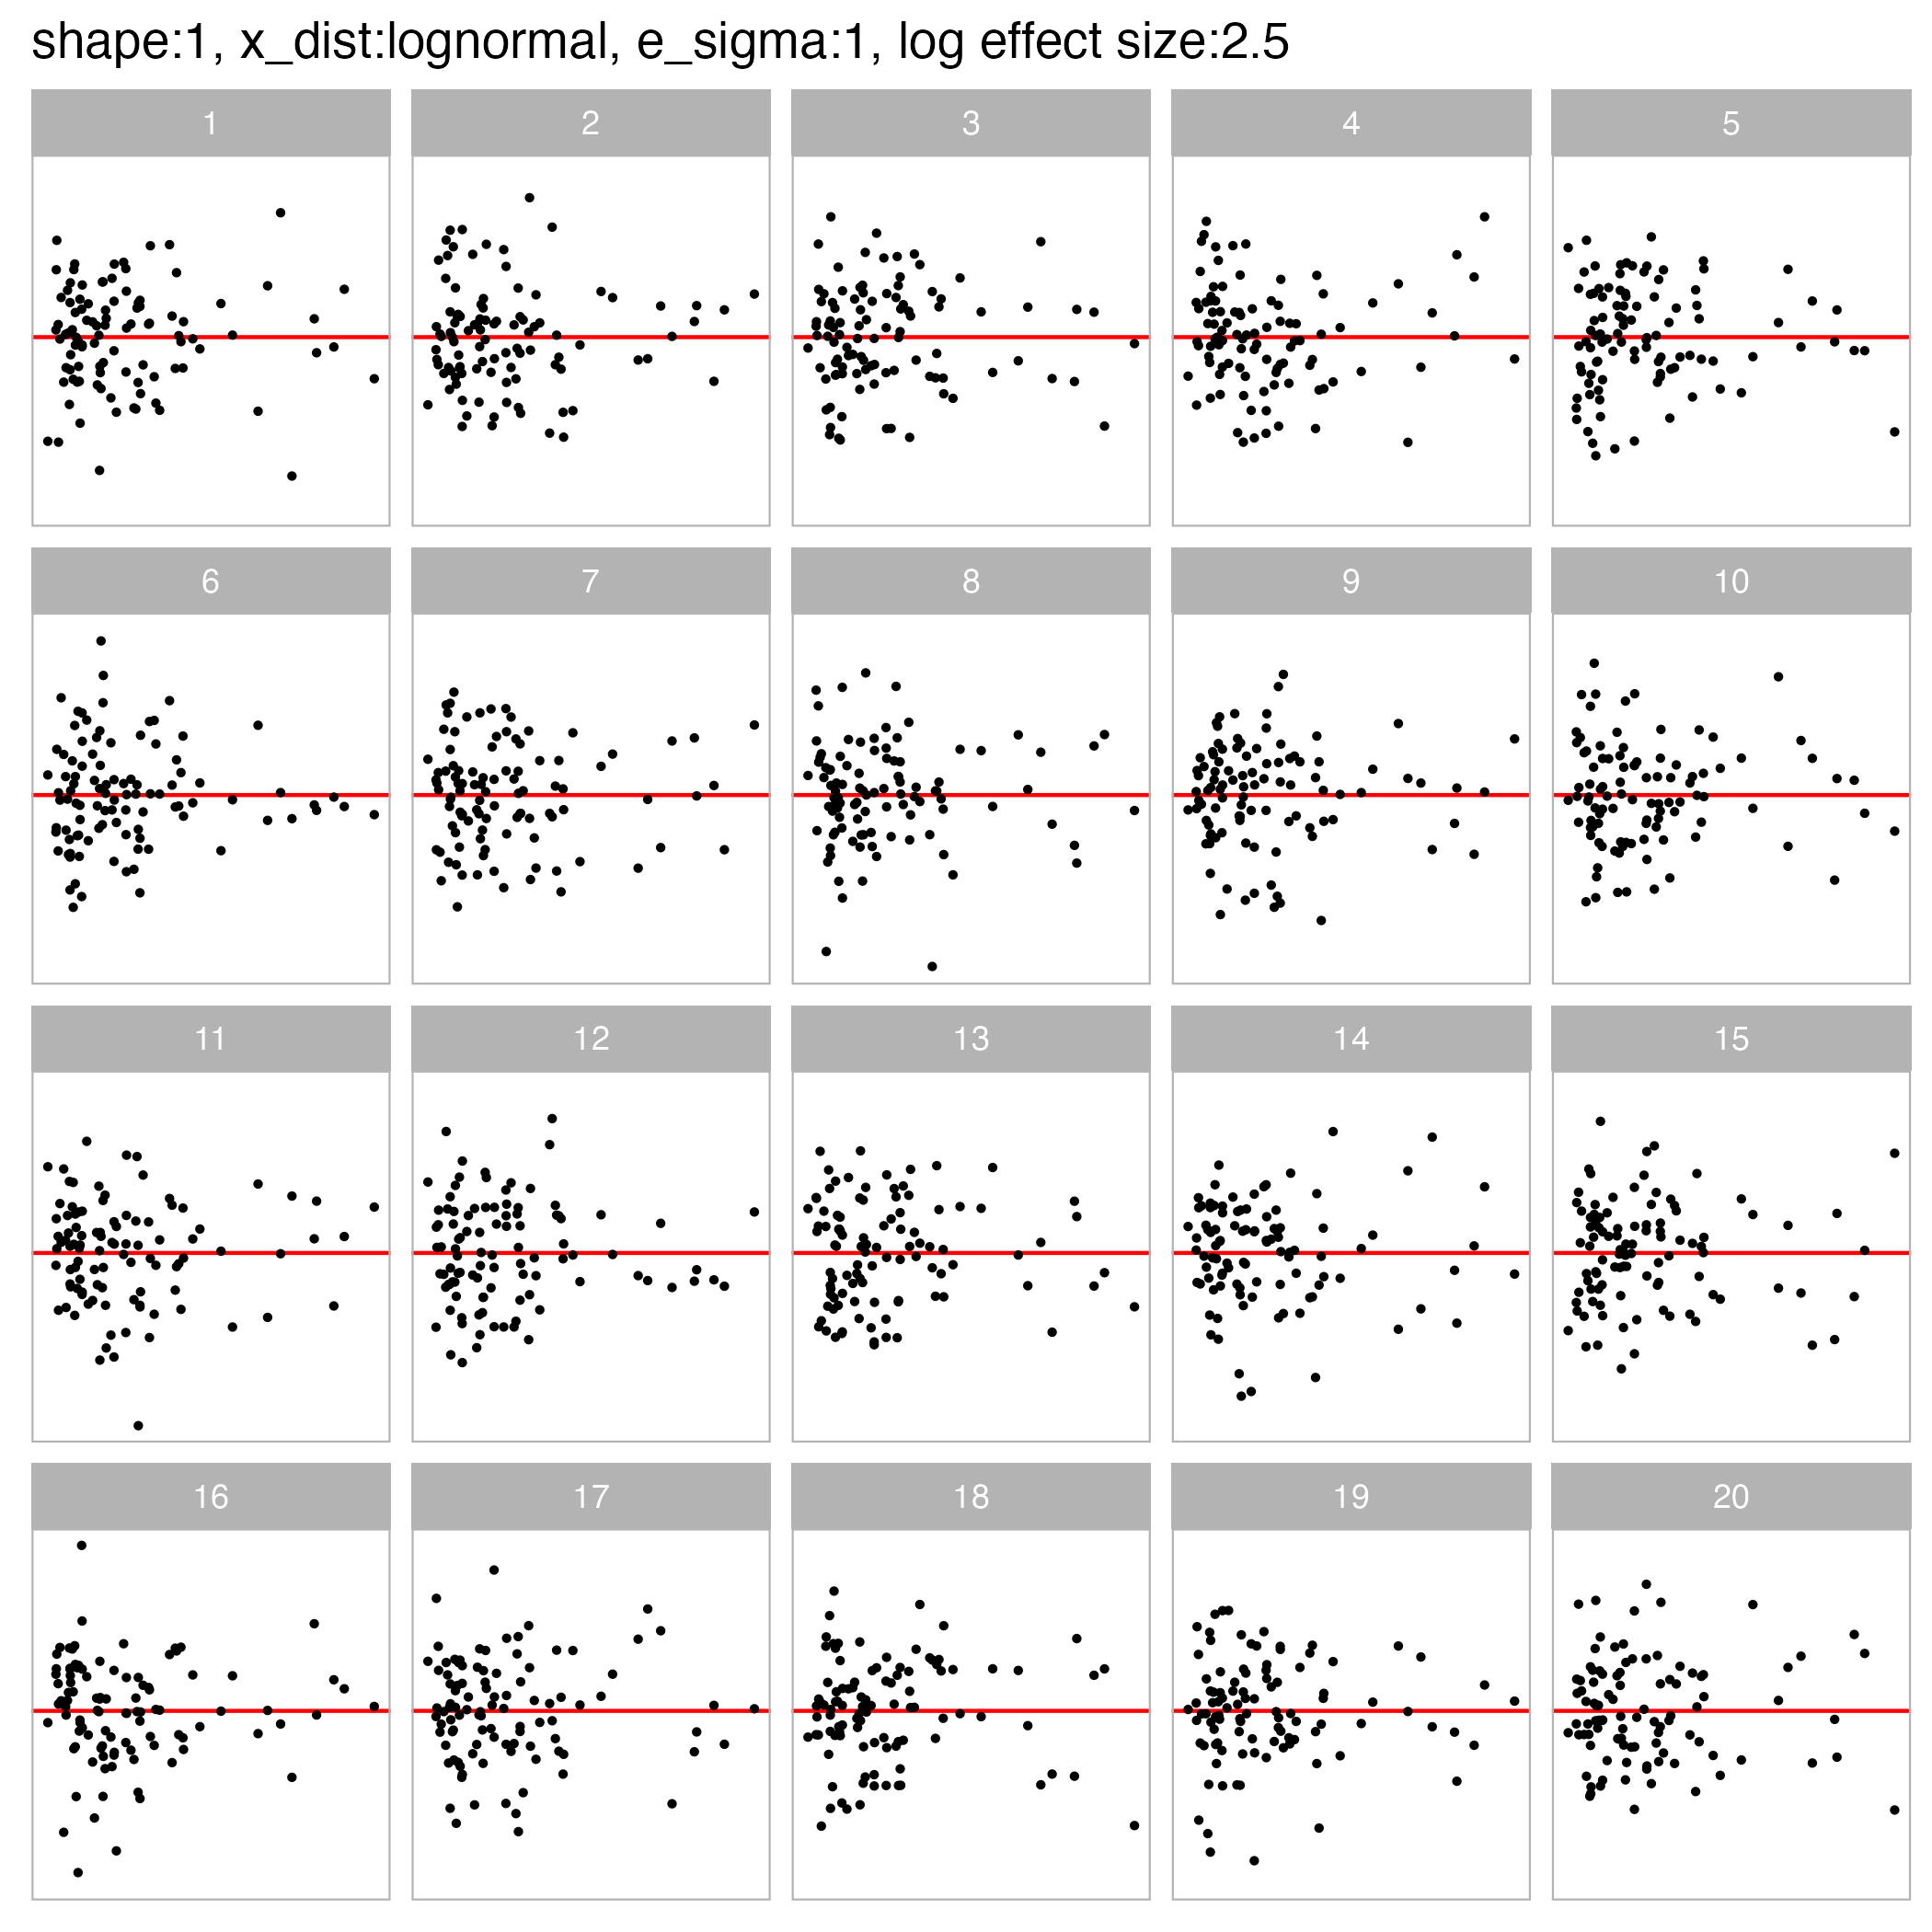 shape:1, x_dist:lognormal, e_sigma:1, log effect size:2.5
1 2 3 4 5
6 7 8 9 10
11 12 13 14 15
16 17 18 19 20